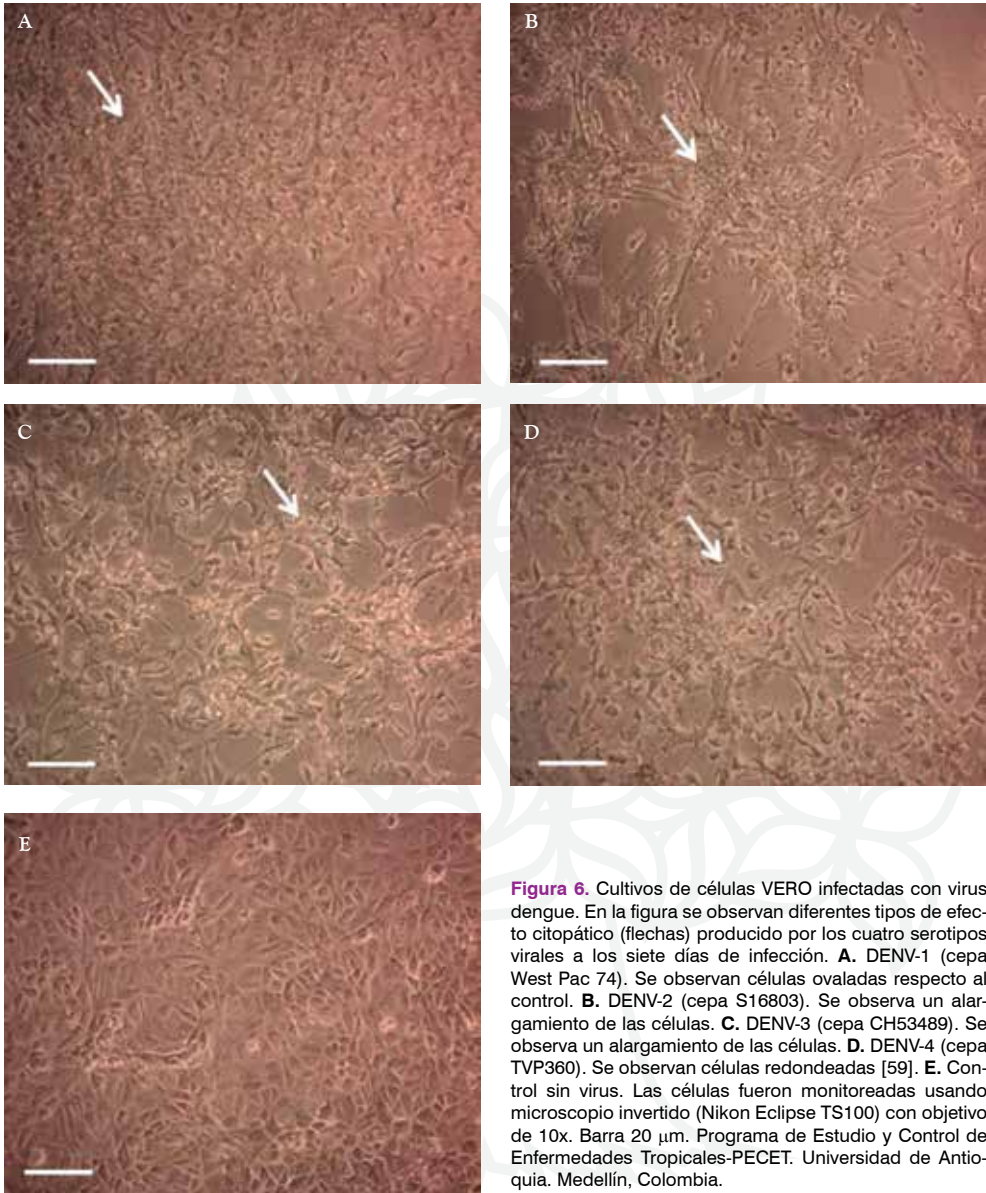 A
B
C
D
E
Figura 6. Cultivos de células VERO infectadas con virus
dengue. En la figura se observan diferentes tipos de efec-
to citopático (flechas) producido por los cuatro serotipos
virales a los siete días de infección. A. DENV-1 (cepa
West Pac 74). Se observan células ovaladas respecto al
control. B. DENV-2 (cepa S16803). Se observa un alar-
gamiento de las células. C. DENV-3 (cepa CH53489). Se
observa un alargamiento de las células. D. DENV-4 (cepa
TVP360). Se observan células redondeadas [59]. E. Con-
trol sin virus. Las células fueron monitoreadas usando
microscopio invertido (Nikon Eclipse TS100) con objetivo
de 10x. Barra 20 μm. Programa de Estudio y Control de
Enfermedades Tropicales-PECET. Universidad de Antio-
quia. Medellín, Colombia.